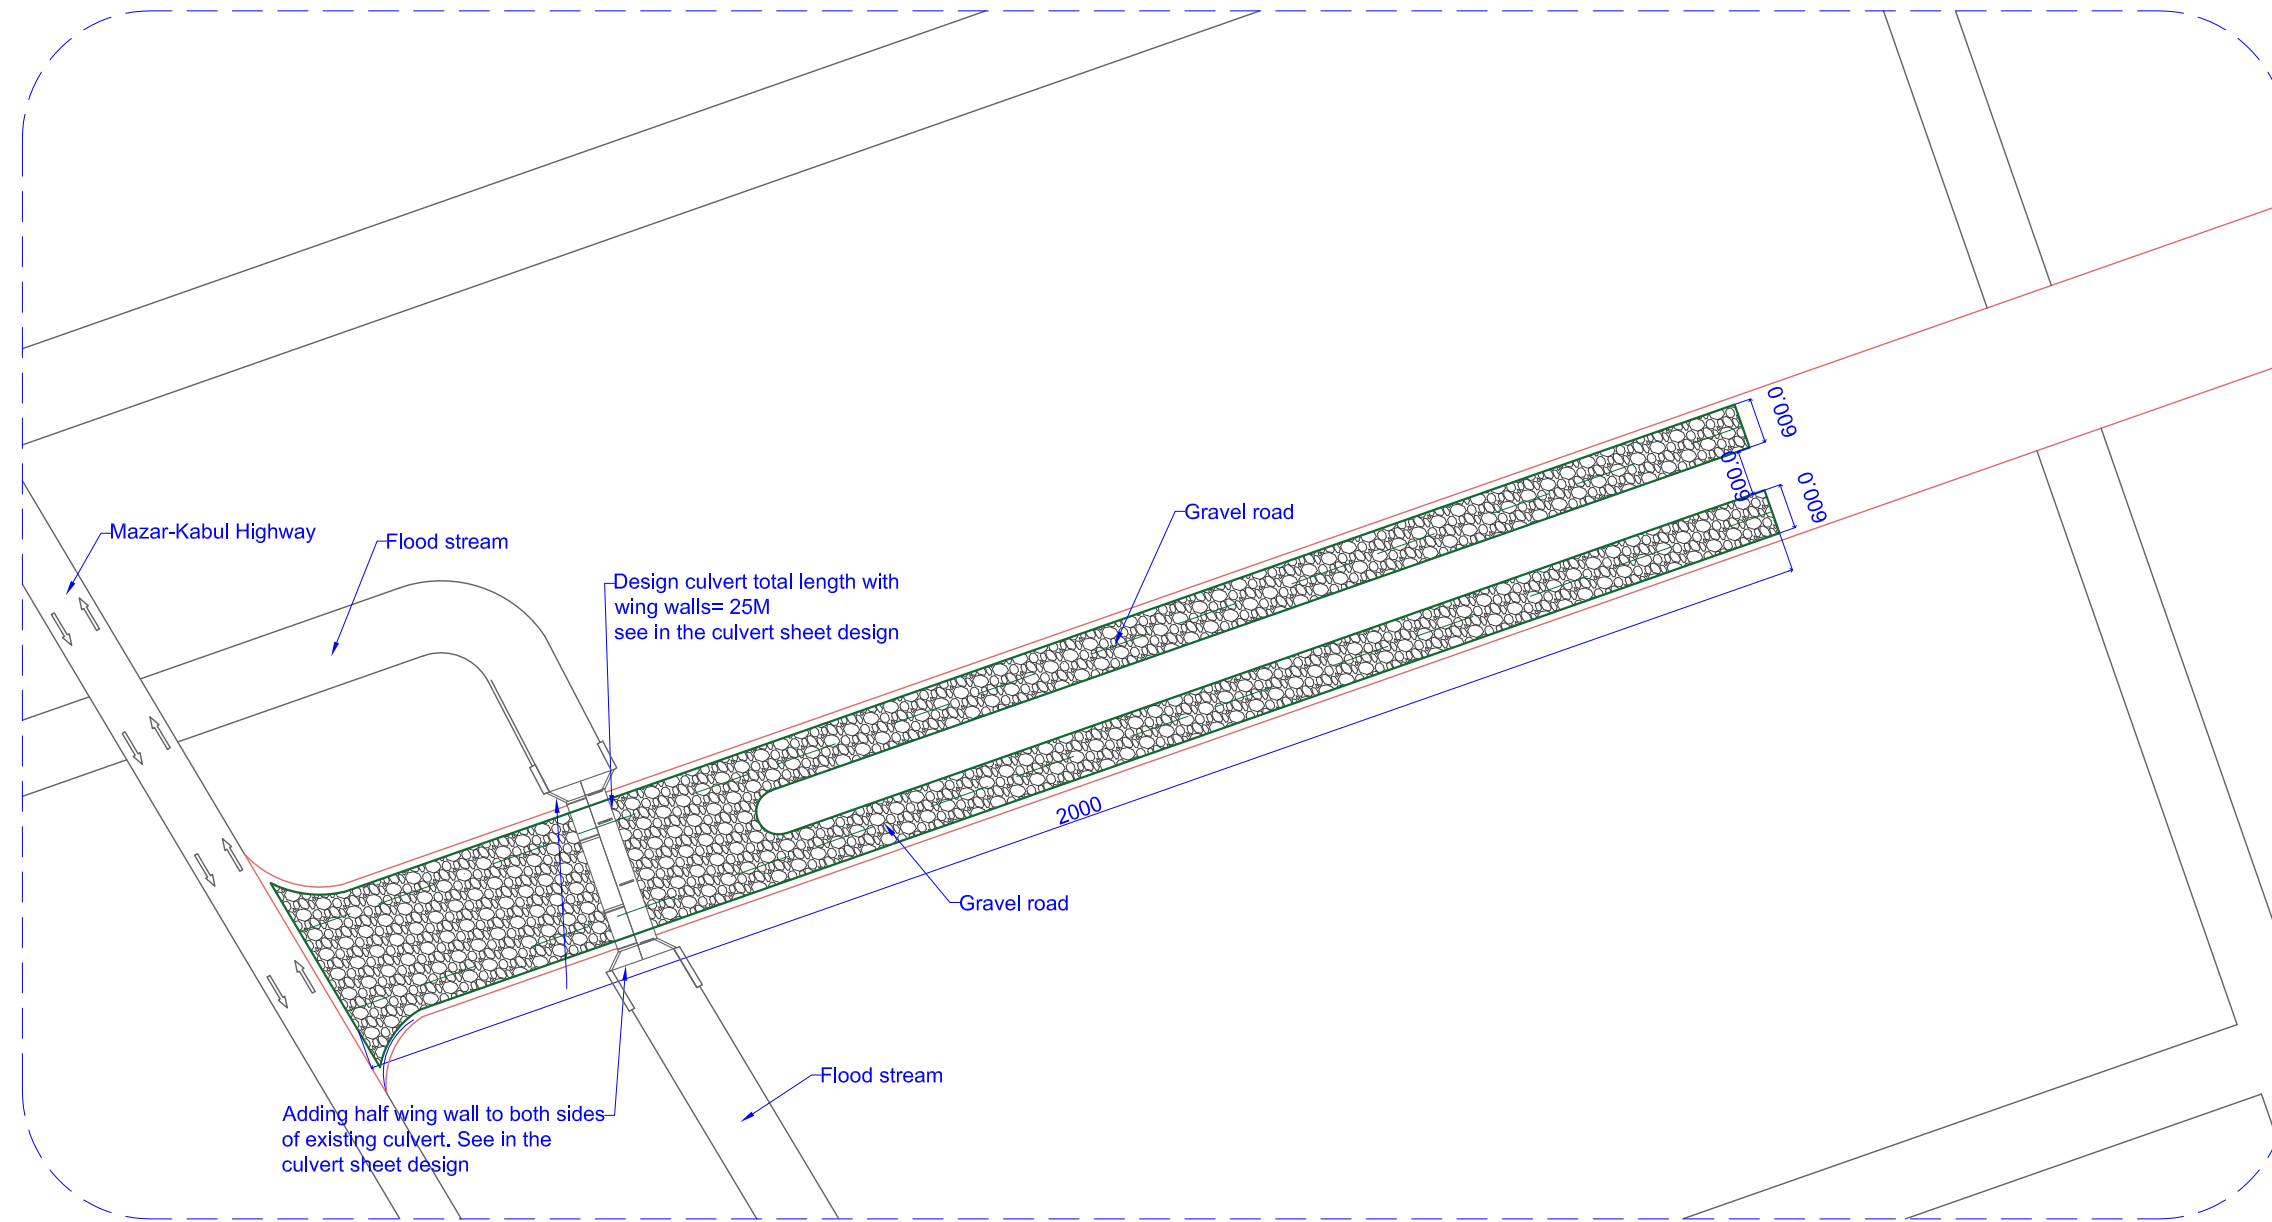 600.0
600.0
600.0
Gravel road
Mazar-Kabul Highway
Flood stream
Design culvert total length with
wing walls= 25M
see in the culvert sheet design
2000
Gravel road
Flood stream
Adding half wing wall to both sides
of existing culvert. See in the
culvert sheet design